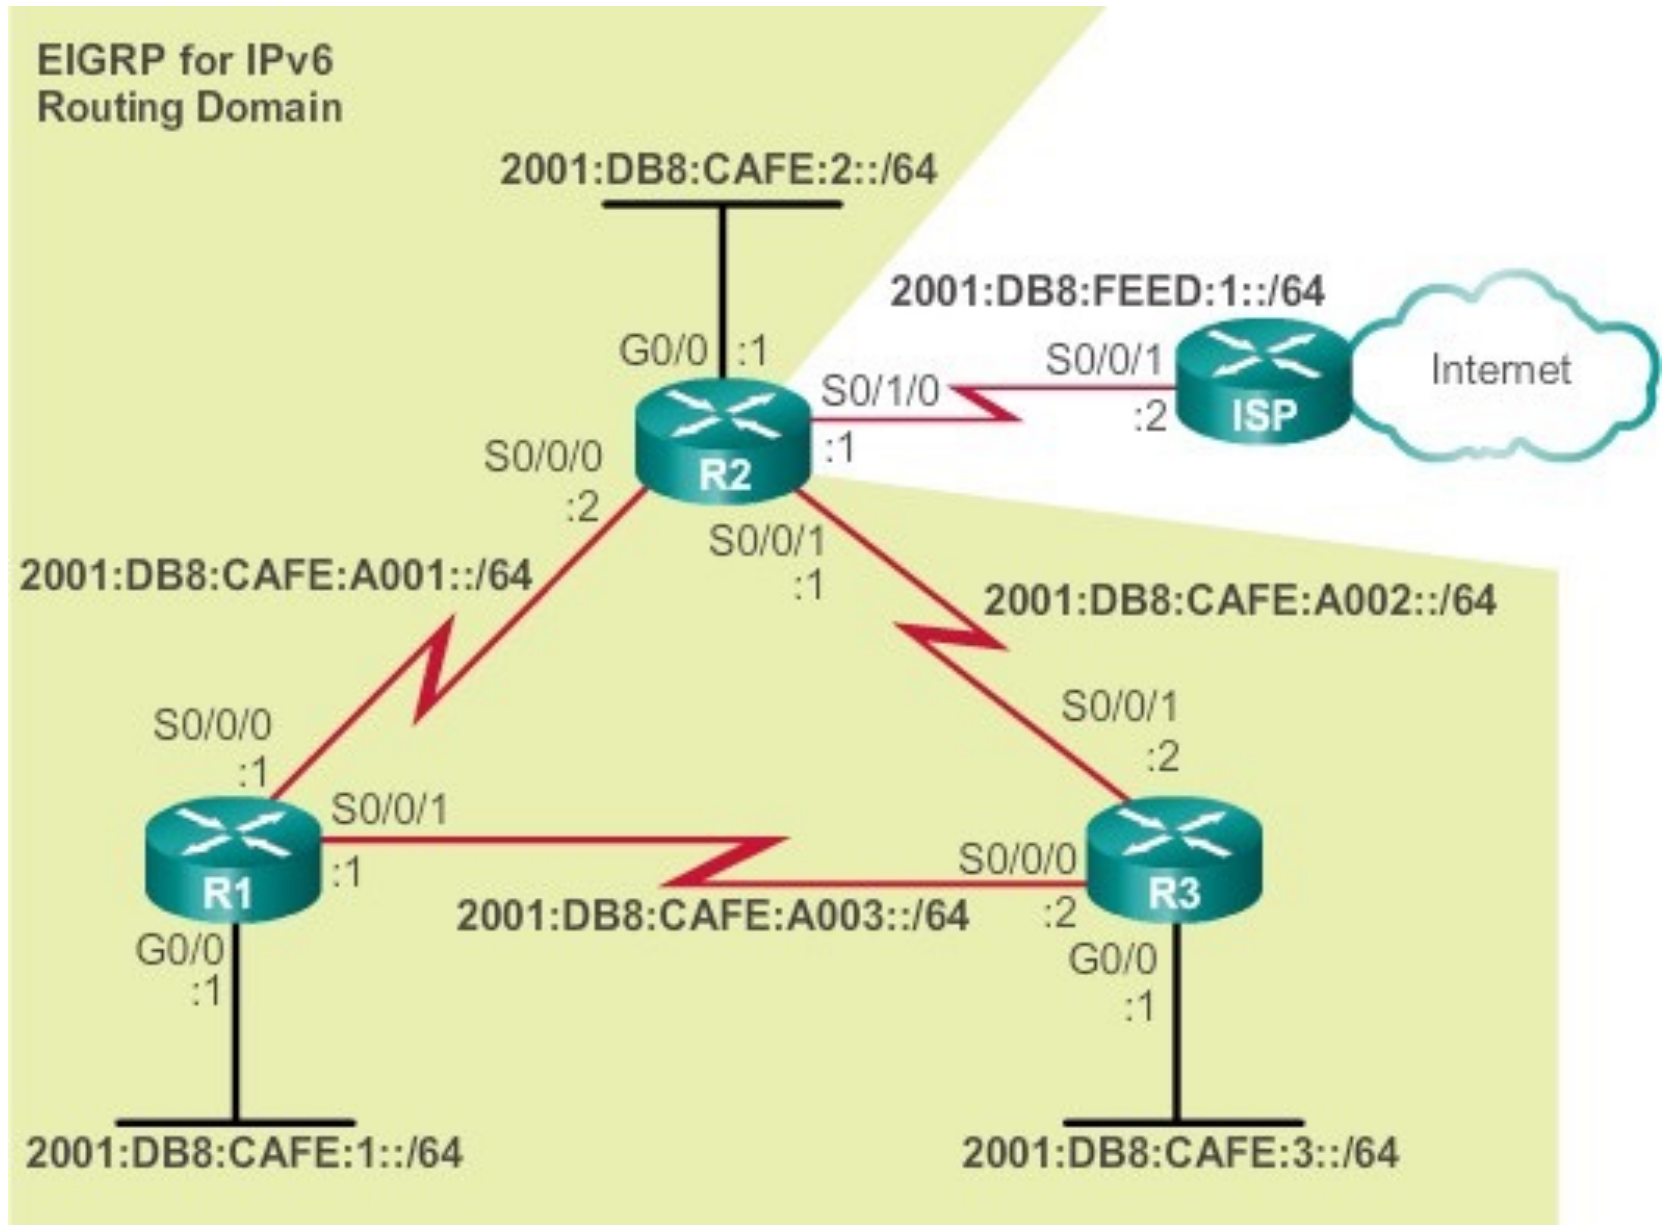 EIGRP for IPv6
Routing Domain
2001:DB8:CAFE:2::/64
2001:DB8:FEED:1::/64
G0/0 :1
S0/0/1
Internet
S0/1/0
:2
ISP
S0/0/0
:1
R2
:2
S0/0/1
:1
2001:DB8:CAFE:A001::/64
2001:DB8:CAFE:A002::/64
S0/0/0
:1
S0/0/1
:2
S0/0/1
:1
R1
S0/0/0
:2
R3
2001:DB8:CAFE:A003::/64
G0/0
:1
G0/0
:1
2001:DB8:CAFE:1::/64
2001:DB8:CAFE:3::/64